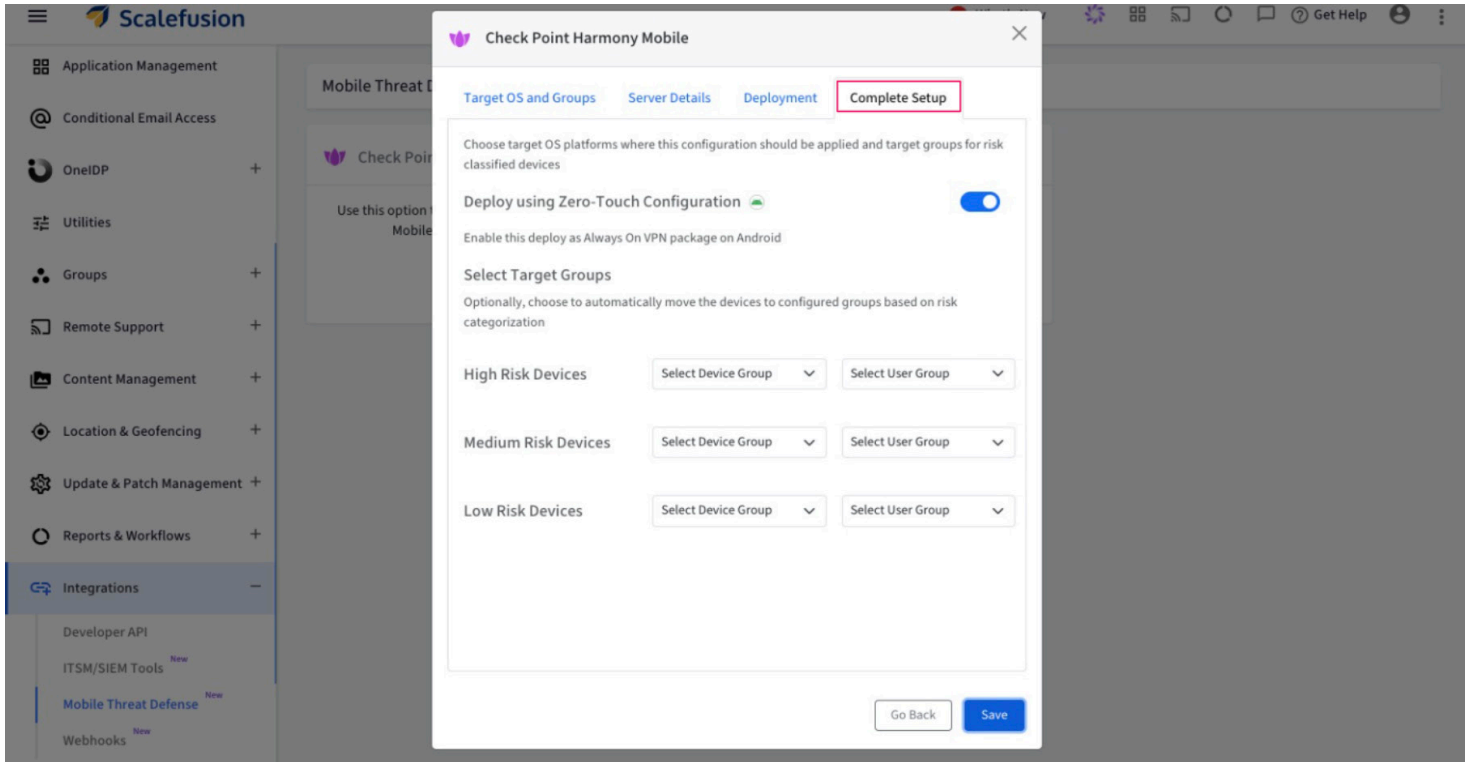 Scalefusion
Get Help
Application Management
Conditional Email Access
OneIDP
Utilities
Groups
Remote Support
Content Management
Location & Geofencing
Update & Patch Management
Reports & Workflows
Integrations
Developer API
ITSM/SIEM Tools New
Mobile Threat Defense New
Webhooks New
Mobile Threat D
Check Poin
Use this option t
Mobile
Check Point Harmony Mobile
Target OS and Groups Server Details Deployment Complete Setup
Choose target OS platforms where this configuration should be applied and target groups for risk
classified devices
Deploy using Zero-Touch Configuration
Enable this deploy as Always On VPN package on Android
Select Target Groups
Optionally, choose to automatically move the devices to configured groups based on risk
categorization
High Risk Devices Select Device Group Select User Group
Medium Risk Devices Select Device Group Select User Group
Low Risk Devices Select Device Group Select User Group
Go Back Save